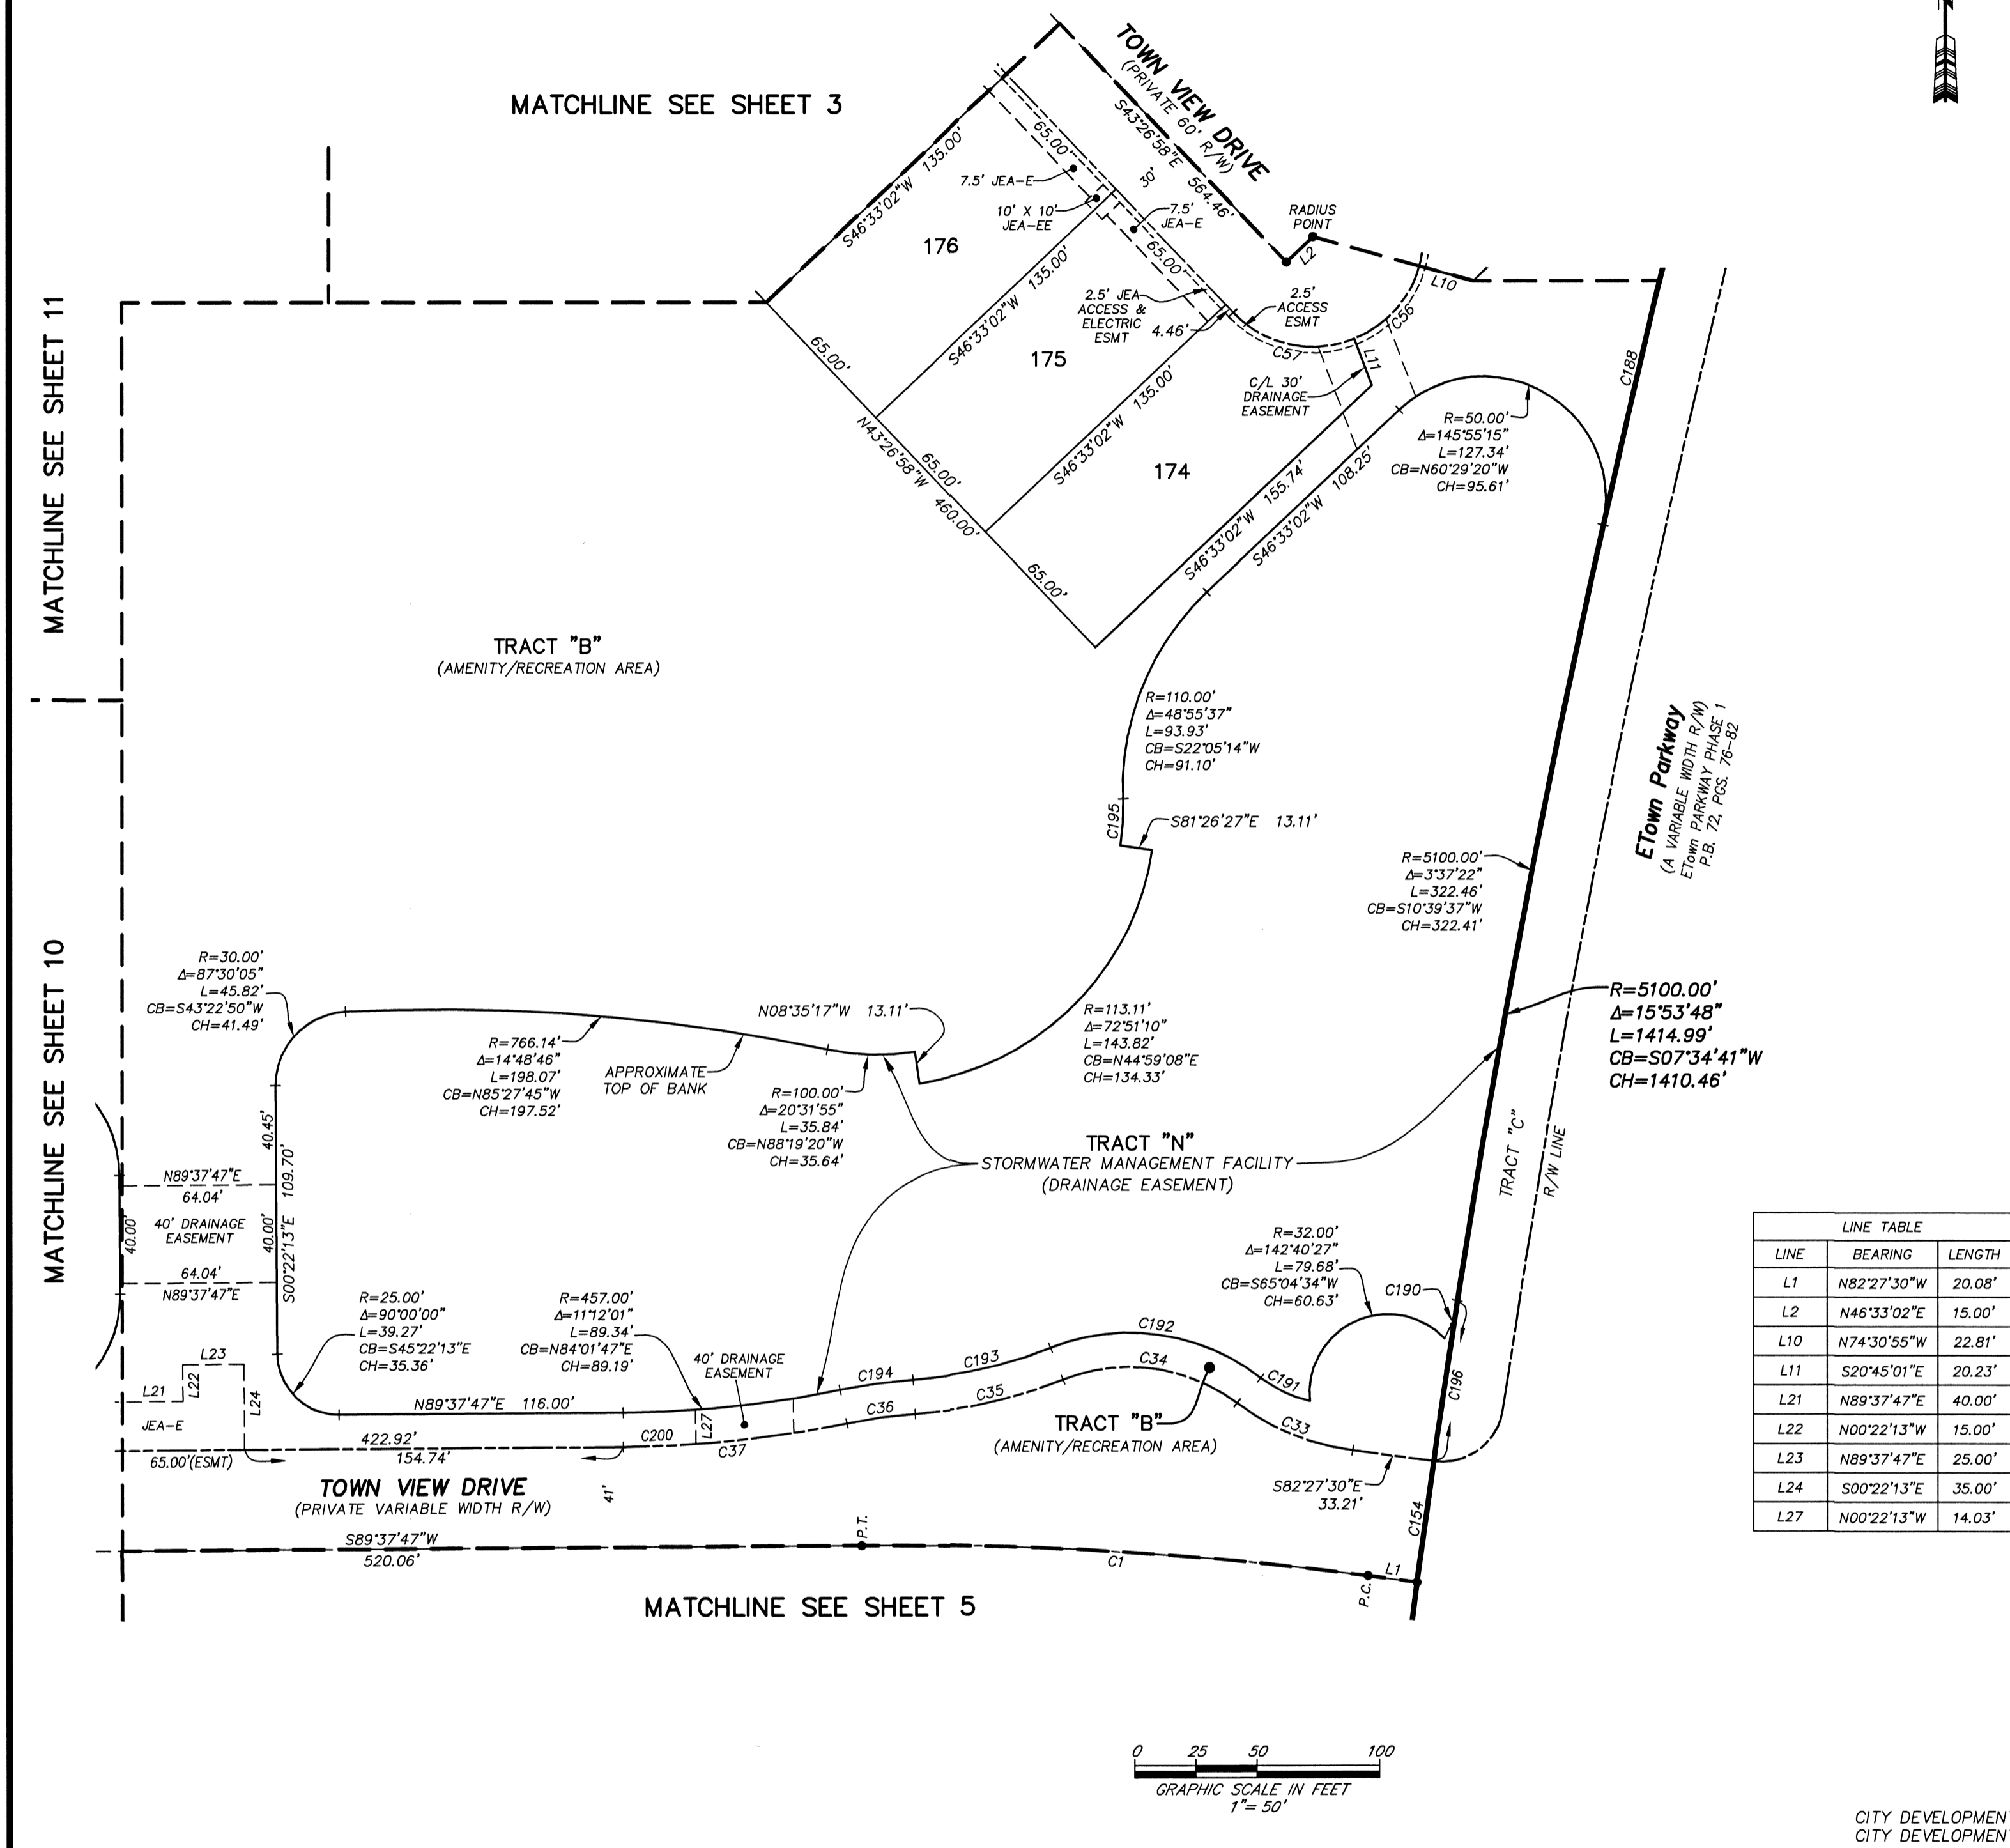 N
MATCHLINE SEE SHEET 3
TOWN VIEW DRIVE
(PRIVATE 60' R/W)
S43°26'58"E 564.46'
30'
RADIUS
POINT
L2
L10
S46°33'02"W 135.00'
65.00'
7.5' JEA-E
10' X 10'
JEA-EE
7.5'
JEA-E
65.00'
176
S46°33'02"W 135.00'
2.5' JEA
ACCESS &
ELECTRIC
ESMT
4.46'
2.5'
ACCESS
ESMT
C56
C57
L11
175
S46°33'02"W 135.00'
C/L 30'
DRAINAGE
EASEMENT
65.00'
N43°26'58"W 460.00'
65.00'
65.00'
174
S46°33'02"W 155.74'
S46°33'02"W 108.25'
R=50.00'
Δ=145°55'15"
L=127.34'
CB=N60°29'20"W
CH=95.61'
C188
MATCHLINE SEE SHEET 11
TRACT "B"
(AMENITY/RECREATION AREA)
R=110.00'
Δ=48°55'37"
L=93.93'
CB=S22°05'14"W
CH=91.10'
C195
S81°26'27"E 13.11'
ETown Parkway
(A VARIABLE WIDTH R/W)
ETown PARKWAY PHASE 1
P.B. 72, PGS. 76-82
R=5100.00'
Δ=3°37'22"
L=322.46'
CB=S10°39'37"W
CH=322.41'
R=5100.00'
Δ=15°53'48"
L=1414.99'
CB=S07°34'41"W
CH=1410.46'
MATCHLINE SEE SHEET 10
R=30.00'
Δ=87°30'05"
L=45.82'
CB=S43°22'50"W
CH=41.49'
R=766.14'
Δ=14°48'46"
L=198.07'
CB=N85°27'45"W
CH=197.52'
APPROXIMATE
TOP OF BANK
N08°35'17"W 13.11'
R=100.00'
Δ=20°31'55"
L=35.84'
CB=N88°19'20"W
CH=35.64'
R=113.11'
Δ=72°51'10"
L=143.82'
CB=N44°59'08"E
CH=134.33'
TRACT "N"
STORMWATER MANAGEMENT FACILITY
(DRAINAGE EASEMENT)
TRACT "C"
R/W LINE
40.45'
S00°22'13"E 109.70'
40.00'
N89°37'47"E
64.04'
40' DRAINAGE
EASEMENT
40.00'
64.04'
N89°37'47"E
R=25.00'
Δ=90°00'00"
L=39.27'
CB=S45°22'13"E
CH=35.36'
R=457.00'
Δ=11°12'01"
L=89.34'
CB=N84°01'47"E
CH=89.19'
40' DRAINAGE
EASEMENT
R=32.00'
Δ=142°40'27"
L=79.68'
CB=S65°04'34"W
CH=60.63'
C190
C192
C193
C194
C191
C34
C35
C36
C33
C196
L23
L21
L22
L24
JEA-E
N89°37'47"E 116.00'
C200
L27
C37
422.92'
154.74'
65.00'(ESMT)
TRACT "B"
(AMENITY/RECREATION AREA)
S82°27'30"E
33.21'
TOWN VIEW DRIVE
(PRIVATE VARIABLE WIDTH R/W)
41'
S89°37'47"W
520.06'
P.T.
C1
P.C.
L1
C154
MATCHLINE SEE SHEET 5
LINE TABLE
LINE BEARING LENGTH
L1 N82°27'30"W 20.08'
L2 N46°33'02"E 15.00'
L10 N74°30'55"W 22.81'
L11 S20°45'01"E 20.23'
L21 N89°37'47"E 40.00'
L22 N00°22'13"W 15.00'
L23 N89°37'47"E 25.00'
L24 S00°22'13"E 35.00'
L27 N00°22'13"W 14.03'
0 25 50 100
GRAPHIC SCALE IN FEET
1"= 50'
CITY DEVELOPMEN
CITY DEVELOPMEN